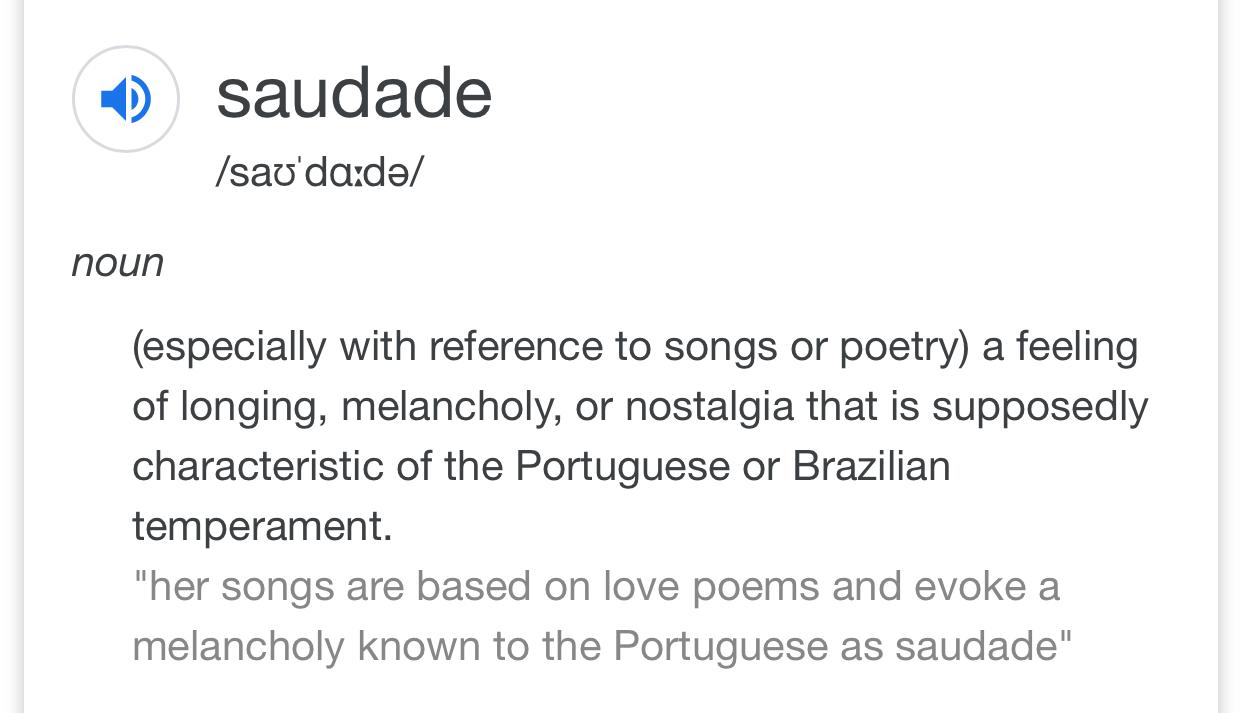 saudade
/saʊˈdɑːdə/
noun
(especially with reference to songs or poetry) a feeling
of longing, melancholy, or nostalgia that is supposedly
characteristic of the Portuguese or Brazilian
temperament.
"her songs are based on love poems and evoke a
melancholy known to the Portuguese as saudade"